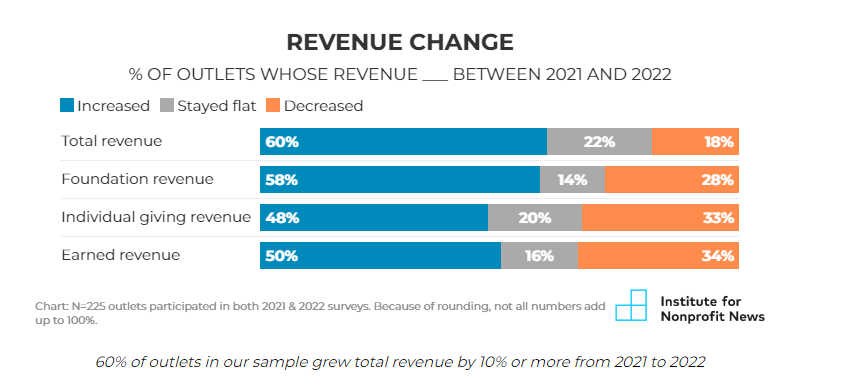 REVENUE CHANGE
% OF OUTLETS WHOSE REVENUE ___ BETWEEN 2021 AND 2022
Increased Stayed flat Decreased
Total revenue 60% 22% 18%
Foundation revenue 58% 14% 28%
Individual giving revenue 48% 20% 33%
Earned revenue 50% 16% 34%
Chart: N=225 outlets participated in both 2021 & 2022 surveys. Because of rounding, not all numbers add
up to 100%.
Institute for
Nonprofit News
60% of outlets in our sample grew total revenue by 10% or more from 2021 to 2022